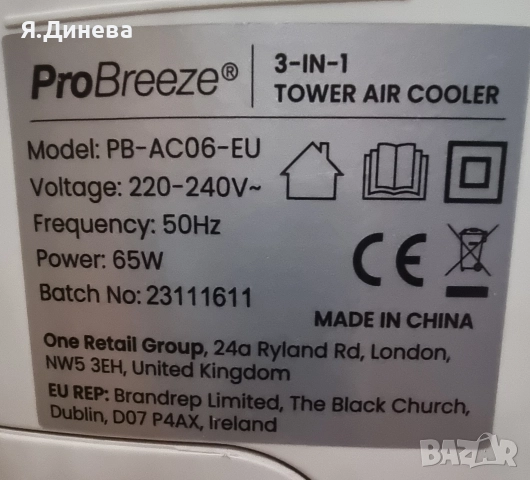 Я.Динева
ProBreeze® 3-IN-1
TOWER AIR COOLER
Model: PB-AC06-EU
Voltage: 220-240V~
Frequency: 50Hz
Power: 65W
Batch No: 23111611
CE
MADE IN CHINA
One Retail Group, 24a Ryland Rd, London,
NW5 3EH, United Kingdom
EU REP: Brandrep Limited, The Black Church,
Dublin, D07 P4AX, Ireland
BAZAR